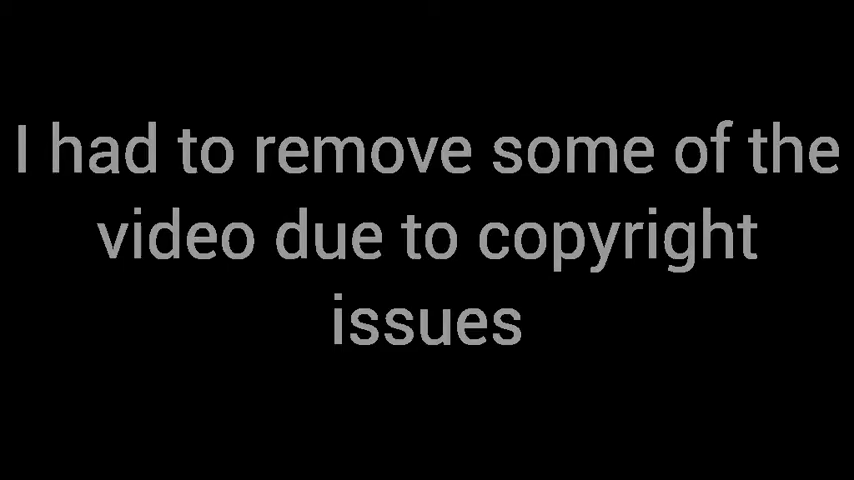 I had to remove some of the
video due to copyright
issues